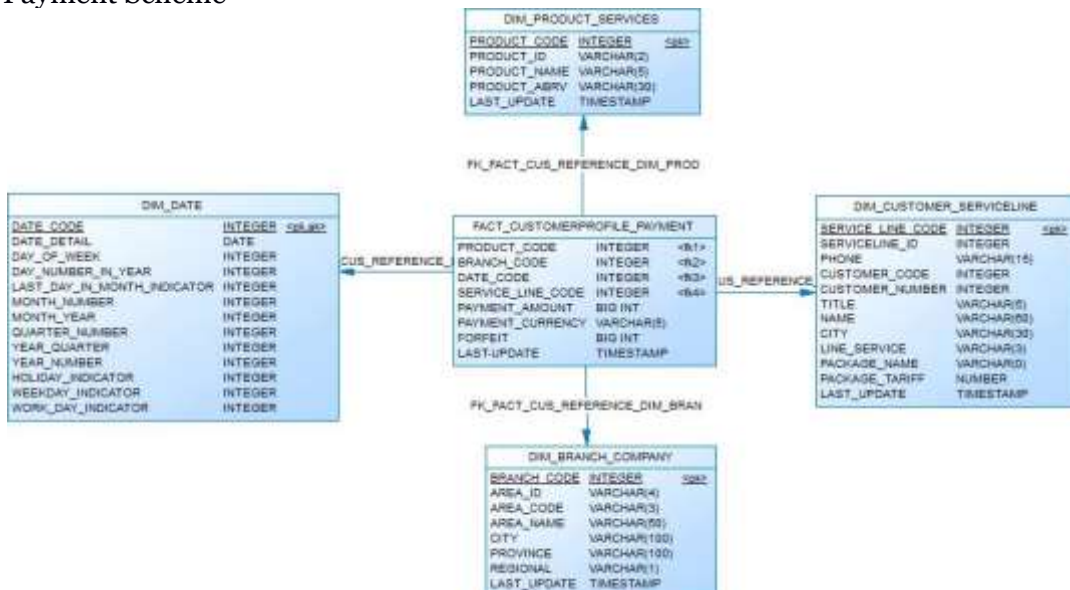 Payment Scheme
DIM_PRODUCT_SERVICES
PRODUCT_CODE INTEGER <pk>
PRODUCT_ID VARCHAR(2)
PRODUCT_NAME VARCHAR(5)
PRODUCT_ABRV VARCHAR(30)
LAST_UPDATE TIMESTAMP
FK_FACT_CUS_REFERENCE_DIM_PROD
DIM_DATE
DATE_CODE INTEGER <pk,ak>
DATE_DETAIL DATE
DAY_OF_WEEK INTEGER
DAY_NUMBER_IN_YEAR INTEGER
LAST_DAY_IN_MONTH_INDICATOR INTEGER
MONTH_NUMBER INTEGER
MONTH_YEAR INTEGER
QUARTER_NUMBER INTEGER
YEAR_QUARTER INTEGER
YEAR_NUMBER INTEGER
HOLIDAY_INDICATOR INTEGER
WEEKDAY_INDICATOR INTEGER
WORK_DAY_INDICATOR INTEGER
CUS_REFERENCE_
FACT_CUSTOMERPROFILE_PAYMENT
PRODUCT_CODE INTEGER <fk1>
BRANCH_CODE INTEGER <fk2>
DATE_CODE INTEGER <fk3>
SERVICE_LINE_CODE INTEGER <fk4>
PAYMENT_AMOUNT BIG INT
PAYMENT_CURRENCY VARCHAR(5)
FORFEIT BIG INT
LAST-UPDATE TIMESTAMP
US_REFERENCE
DIM_CUSTOMER_SERVICELINE
SERVICE_LINE_CODE INTEGER <pk>
SERVICELINE_ID INTEGER
PHONE VARCHAR(15)
CUSTOMER_CODE INTEGER
CUSTOMER_NUMBER INTEGER
TITLE VARCHAR(6)
NAME VARCHAR(60)
CITY VARCHAR(30)
LINE_SERVICE VARCHAR(3)
PACKAGE_NAME
PACKAGE_TARIFF NUMBER
LAST_UPDATE TIMESTAMP
FK_FACT_CUS_REFERENCE_DIM_BRAN
DIM_BRANCH_COMPANY
BRANCH_CODE INTEGER <pk>
AREA_ID VARCHAR(4)
AREA_CODE VARCHAR(3)
AREA_NAME VARCHAR(50)
CITY VARCHAR(100)
PROVINCE VARCHAR(100)
REGIONAL VARCHAR(1)
LAST_UPDATE TIMESTAMP